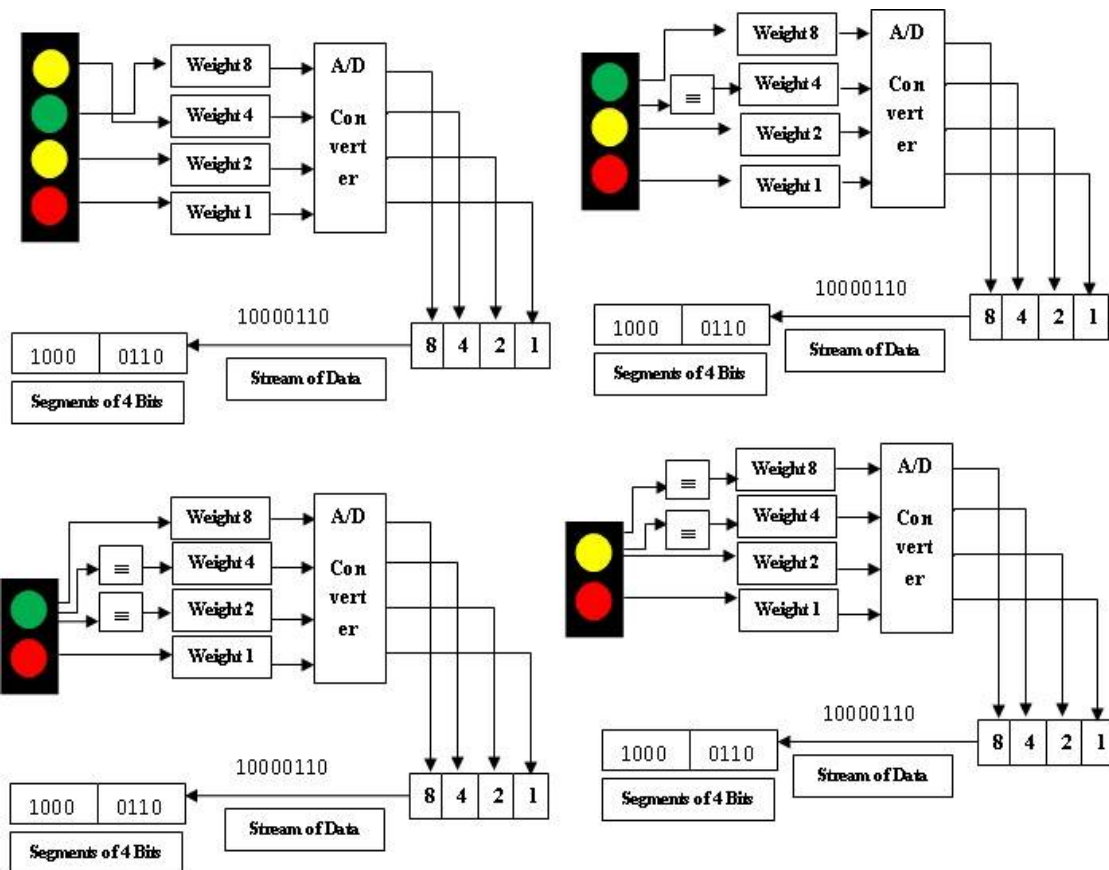 Weight 8
Weight 4
Weight 2
Weight 1
A/D
Con
vert
er
10000110
8 4 2 1
1000 0110
Stream of Data
Segments of 4 Bits
Weight 8
≡
Weight 4
Weight 2
Weight 1
A/D
Con
vert
er
10000110
8 4 2 1
1000 0110
Stream of Data
Segments of 4 Bits
Weight 8
≡
Weight 4
≡
Weight 2
Weight 1
A/D
Con
vert
er
10000110
8 4 2 1
1000 0110
Stream of Data
Segments of 4 Bits
≡
Weight 8
≡
Weight 4
Weight 2
Weight 1
A/D
Con
vert
er
10000110
8 4 2 1
1000 0110
Stream of Data
Segments of 4 Bits